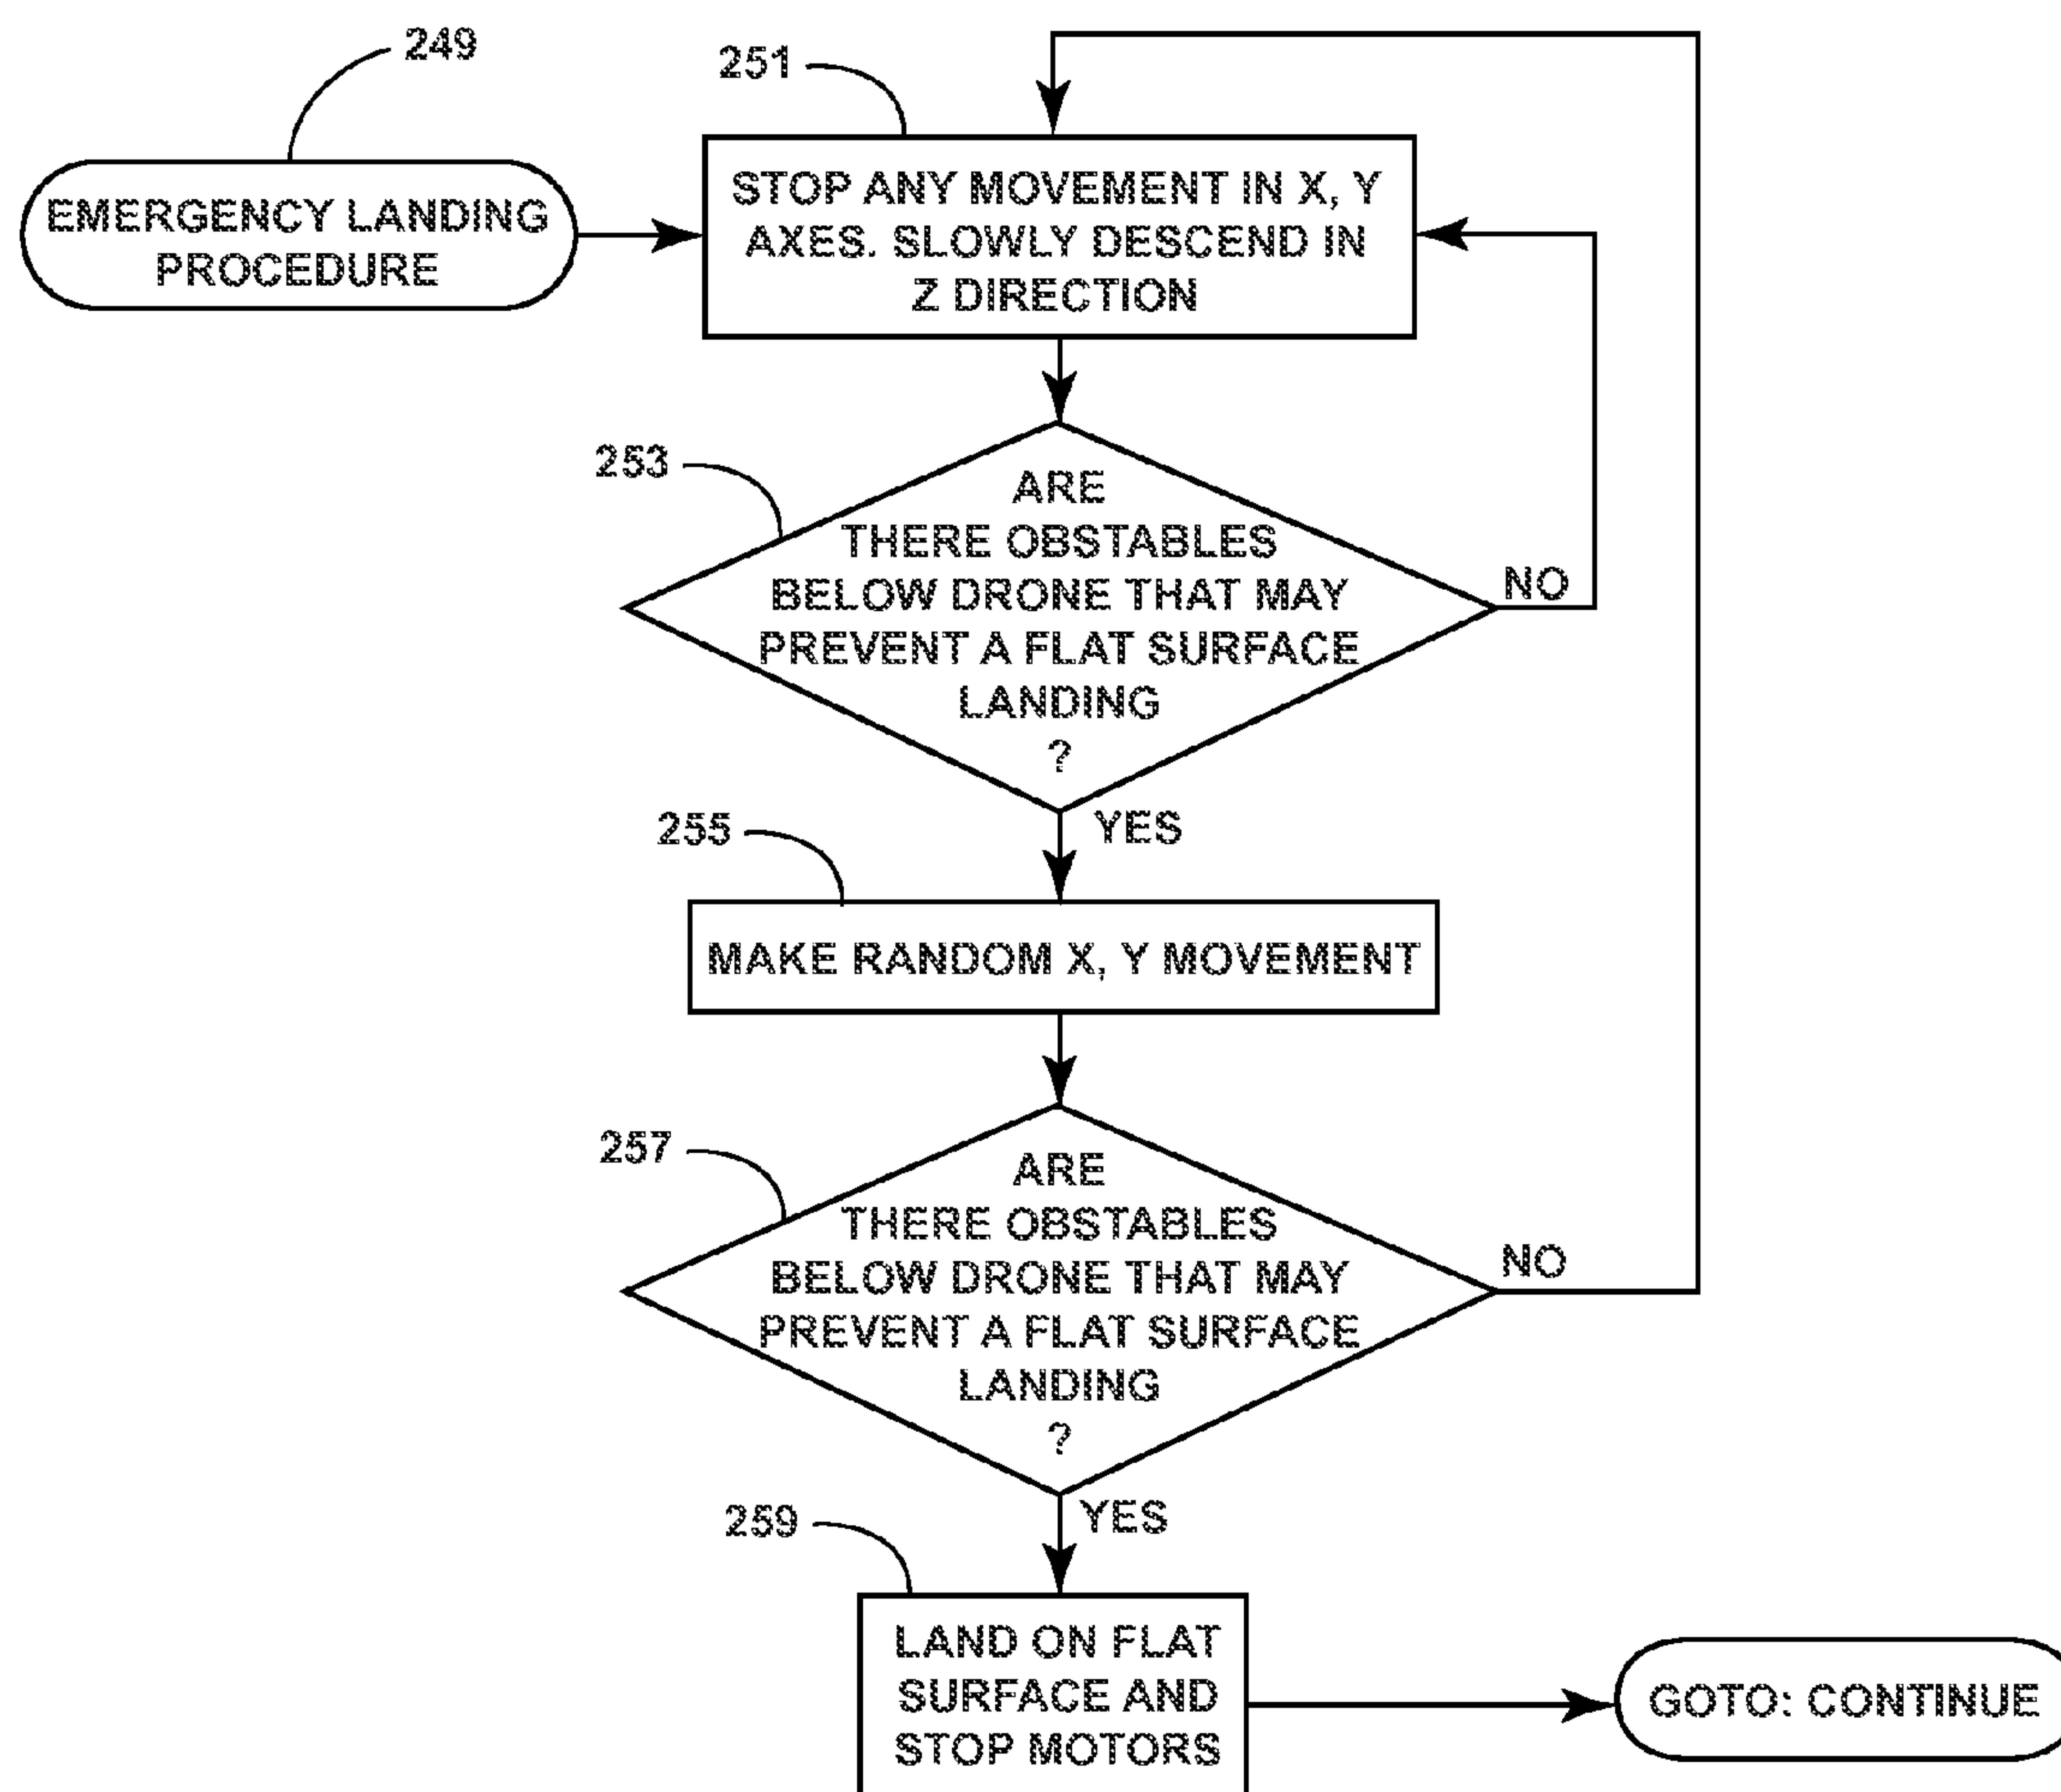 249
EMERGENCY LANDING
PROCEDURE
251
STOP ANY MOVEMENT IN X, Y
AXES. SLOWLY DESCEND IN
Z DIRECTION
253
ARE
THERE OBSTABLES
BELOW DRONE THAT MAY
PREVENT A FLAT SURFACE
LANDING
?
NO
YES
255
MAKE RANDOM X, Y MOVEMENT
257
ARE
THERE OBSTABLES
BELOW DRONE THAT MAY
PREVENT A FLAT SURFACE
LANDING
?
NO
YES
259
LAND ON FLAT
SURFACE AND
STOP MOTORS
GOTO: CONTINUE